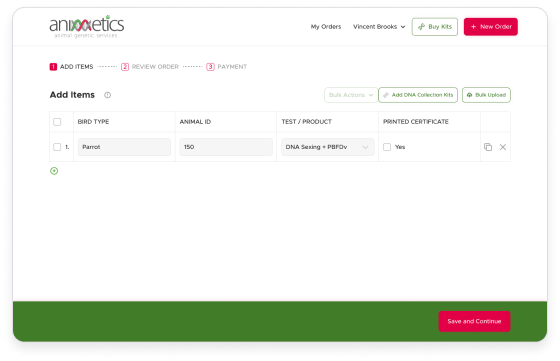 animetics
animal genetic services
My Orders
Vincent Brooks
Buy Kits
+ New Order
1 ADD ITEMS
2 REVIEW ORDER
3 PAYMENT
Add Items
Bulk Actions
Add DNA Collection Kits
Bulk Upload
BIRD TYPE ANIMAL ID TEST / PRODUCT PRINTED CERTIFICATE
1. Parrot 150 DNA Sexing + PBFDv Yes
Save and Continue